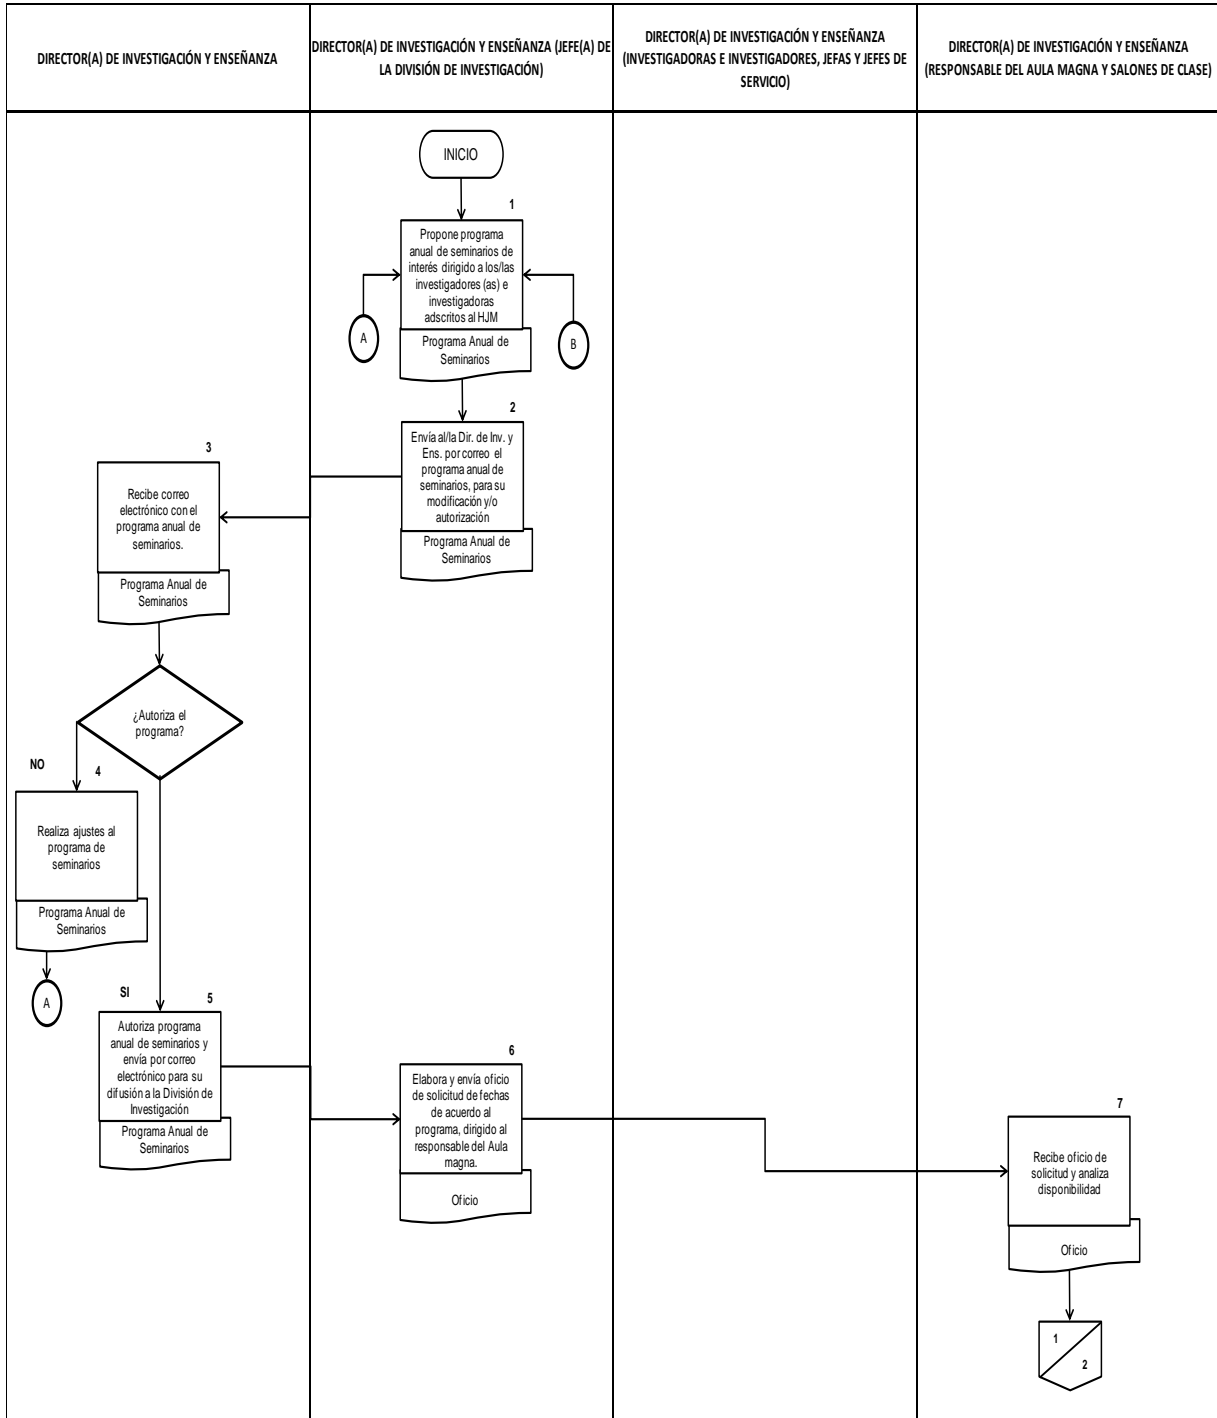 DIRECTOR(A) DE INVESTIGACIÓN Y ENSEÑANZA
DIRECTOR(A) DE INVESTIGACIÓN Y ENSEÑANZA (JEFE(A) DE
LA DIVISIÓN DE INVESTIGACIÓN)
DIRECTOR(A) DE INVESTIGACIÓN Y ENSEÑANZA
(INVESTIGADORAS E INVESTIGADORES, JEFAS Y JEFES DE
SERVICIO)
DIRECTOR(A) DE INVESTIGACIÓN Y ENSEÑANZA
(RESPONSABLE DEL AULA MAGNA Y SALONES DE CLASE)
INICIO
1
Propone programa
anual de seminarios de
interés dirigido a los/las
investigadores (as) e
investigadoras
adscritos al HJM
Programa Anual de
Seminarios
A
B
2
Envía al/la Dir. de Inv. y
Ens. por correo el
programa anual de
seminarios, para su
modificación y/o
autorización
Programa Anual de
Seminarios
3
Recibe correo
electrónico con el
programa anual de
seminarios.
Programa Anual de
Seminarios
¿Autoriza el
programa?
NO
4
Realiza ajustes al
programa de
seminarios
Programa Anual de
Seminarios
A
SI
5
Autoriza programa
anual de seminarios y
envía por correo
electrónico para su
difusión a la División de
Investigación
Programa Anual de
Seminarios
6
Elabora y envía oficio
de solicitud de fechas
de acuerdo al
programa, dirigido al
responsable del Aula
magna.
Oficio
7
Recibe oficio de
solicitud y analiza
disponibilidad
Oficio
1
2